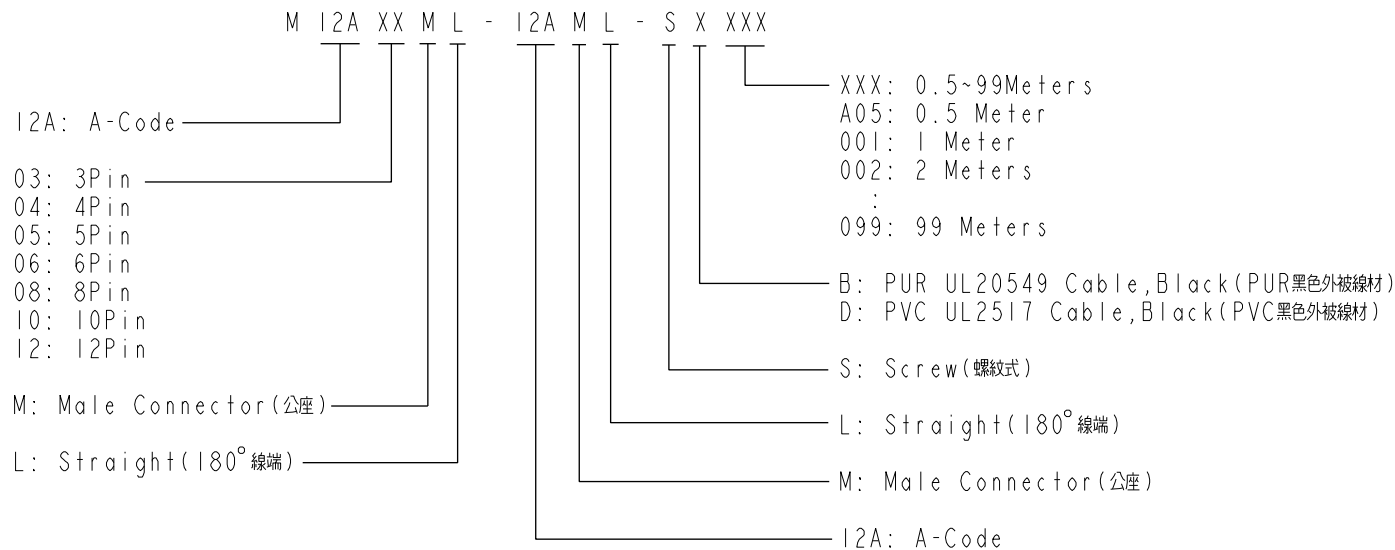 M 12A XX M L - 12A M L - S X XXX
12A: A-Code
03: 3Pin
04: 4Pin
05: 5Pin
06: 6Pin
08: 8Pin
10: 10Pin
12: 12Pin
M: Male Connector(公座)
L: Straight(180°線端)
XXX: 0.5~99Meters
A05: 0.5 Meter
001: 1 Meter
002: 2 Meters
:
099: 99 Meters
B: PUR UL20549 Cable,Black(PUR黑色外被線材)
D: PVC UL2517 Cable,Black(PVC黑色外被線材)
S: Screw(螺紋式)
L: Straight(180°線端)
M: Male Connector(公座)
12A: A-Code